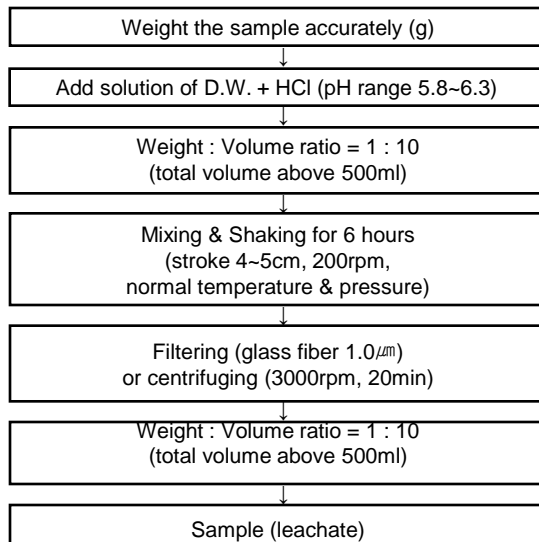 Weight the sample accurately (g)
↓
Add solution of D.W. + HCl (pH range 5.8~6.3)
↓
Weight : Volume ratio = 1 : 10
(total volume above 500ml)
↓
Mixing & Shaking for 6 hours
(stroke 4~5cm, 200rpm,
normal temperature & pressure)
↓
Filtering (glass fiber 1.0㎛)
or centrifuging (3000rpm, 20min)
↓
Weight : Volume ratio = 1 : 10
(total volume above 500ml)
↓
Sample (leachate)